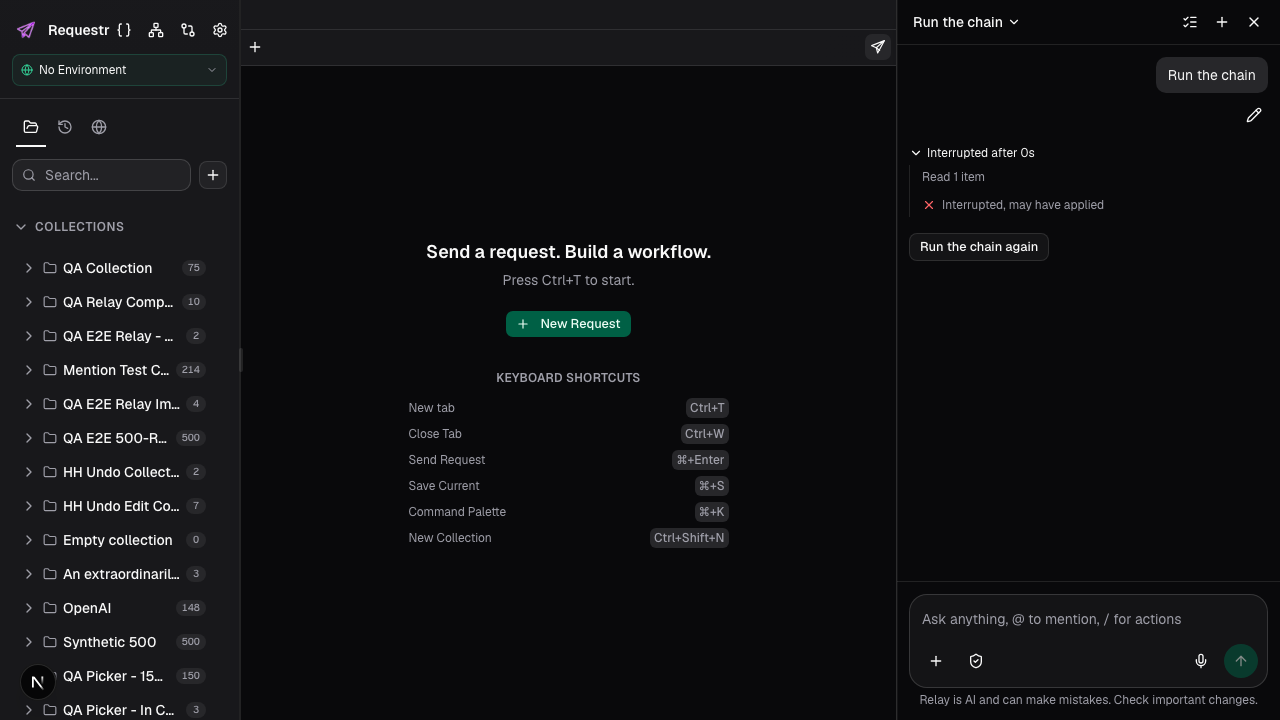 Requestr
No Environment
Search...
COLLECTIONS
QA Collection 75
QA Relay Comp... 10
QA E2E Relay - ... 2
Mention Test C... 214
QA E2E Relay Im... 4
QA E2E 500-R... 500
HH Undo Collect... 2
HH Undo Edit Co... 7
Empty collection 0
An extraordinaril... 3
OpenAI 148
Synthetic 500 500
QA Picker - 15... 150
QA Picker - In C... 3
N
Send a request. Build a workflow.
Press Ctrl+T to start.
New Request
KEYBOARD SHORTCUTS
New tab Ctrl+T
Close Tab Ctrl+W
Send Request ⌘+Enter
Save Current ⌘+S
Command Palette ⌘+K
New Collection Ctrl+Shift+N
Run the chain
Run the chain
Interrupted after 0s
Read 1 item
Interrupted, may have applied
Run the chain again
Ask anything, @ to mention, / for actions
Relay is AI and can make mistakes. Check important changes.